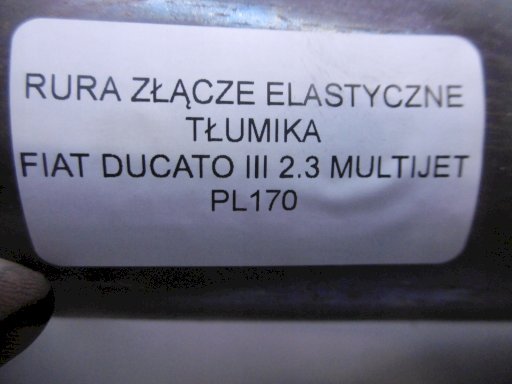 RURA ZŁĄCZE ELASTYCZNE
TŁUMIKA
FIAT DUCATO III 2.3 MULTIJET
PL170